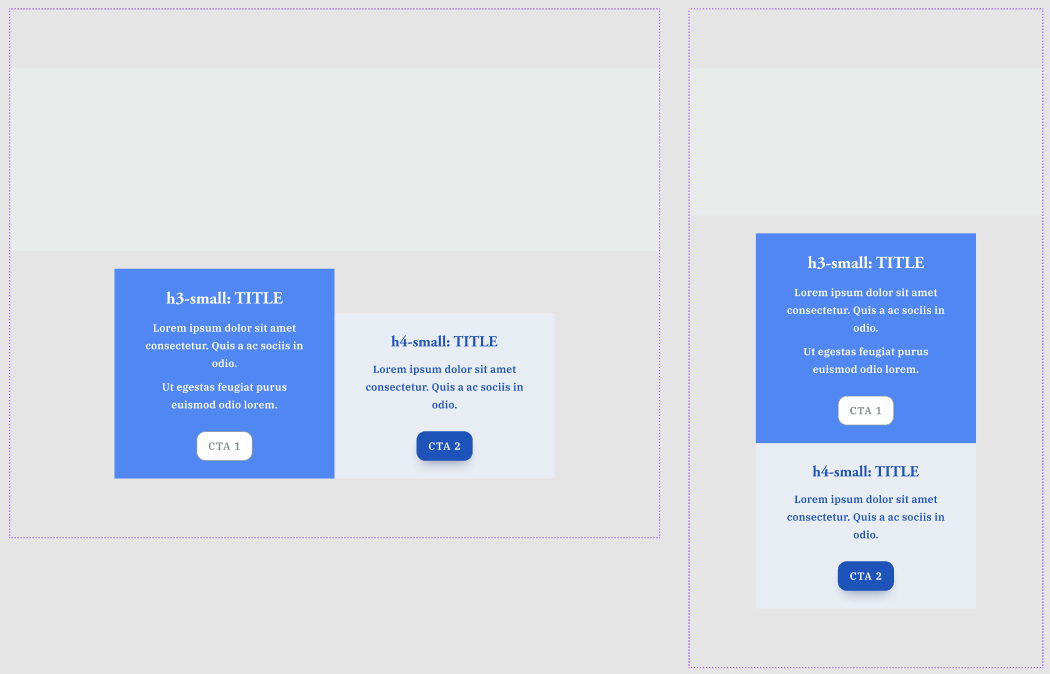 h3-small: TITLE
Lorem ipsum dolor sit amet
consectetur. Quis a ac sociis in
odio.
Ut egestas feugiat purus
euismod odio lorem.
CTA 1
h4-small: TITLE
Lorem ipsum dolor sit amet
consectetur. Quis a ac sociis in
odio.
CTA 2
h3-small: TITLE
Lorem ipsum dolor sit amet
consectetur. Quis a ac sociis in
odio.
Ut egestas feugiat purus
euismod odio lorem.
CTA 1
h4-small: TITLE
Lorem ipsum dolor sit amet
consectetur. Quis a ac sociis in
odio.
CTA 2